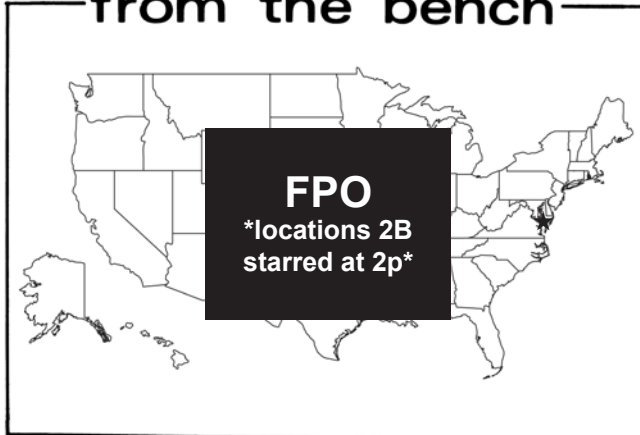 from the bench
FPO
*locations 2B
starred at 2p*